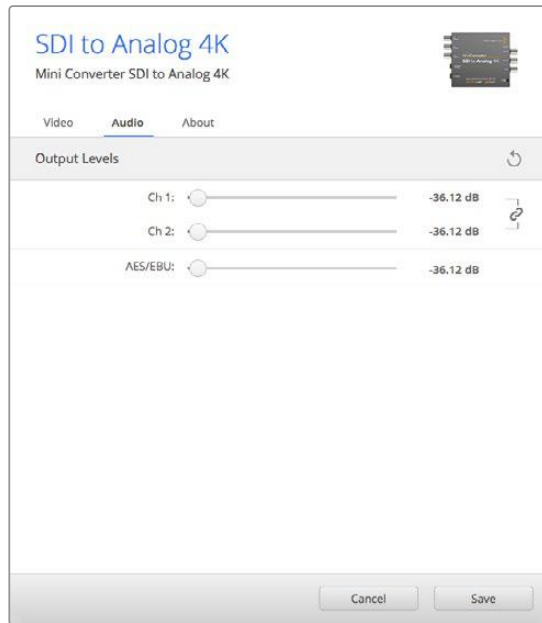 SDI to Analog 4K
Mini Converter SDI to Analog 4K
Video Audio About
Output Levels
Ch 1: -36.12 dB
Ch 2: -36.12 dB
AES/EBU: -36.12 dB
Cancel Save